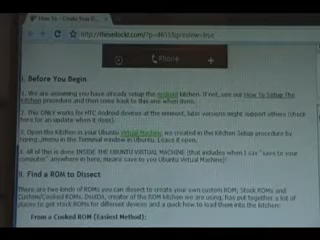 How To - Create Your O...
http://theunlockr.com/?p=4655&preview=true
Phone
I. Before You Begin
1. We are assuming you have already setup the Android kitchen. If not, see our How To Setup The
Kitchen procedure and then come back to this one when done.
2. This ONLY works for HTC Android devices at the moment, later versions might support others (check
here for an update when it does).
3. Open the Kitchen in your Ubuntu Virtual Machine we created in the Kitchen Setup procedure by
typing ./menu in the Terminal window in Ubuntu. Leave it open.
4. All of this is done INSIDE THE UBUNTU VIRTUAL MACHINE (that includes when I say "save to your
computer" anywhere in here, means save to you Ubuntu Virtual Machine)!
II. Find a ROM to Dissect
There are two kinds of ROMs you can dissect to create your own custom ROM; Stock ROMs and
Custom/Cooked ROMs. DsixDA, creator of the ROM kitchen we are using, has put together a lot of
places to get stock ROMs for different devices and a quick how to load them into the kitchen:
From a Cooked ROM (Easiest Method):